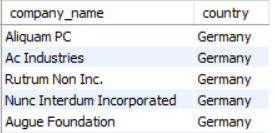 company_name country
Aliquam PC Germany
Ac Industries Germany
Rutrum Non Inc. Germany
Nunc Interdum Incorporated Germany
Augue Foundation Germany